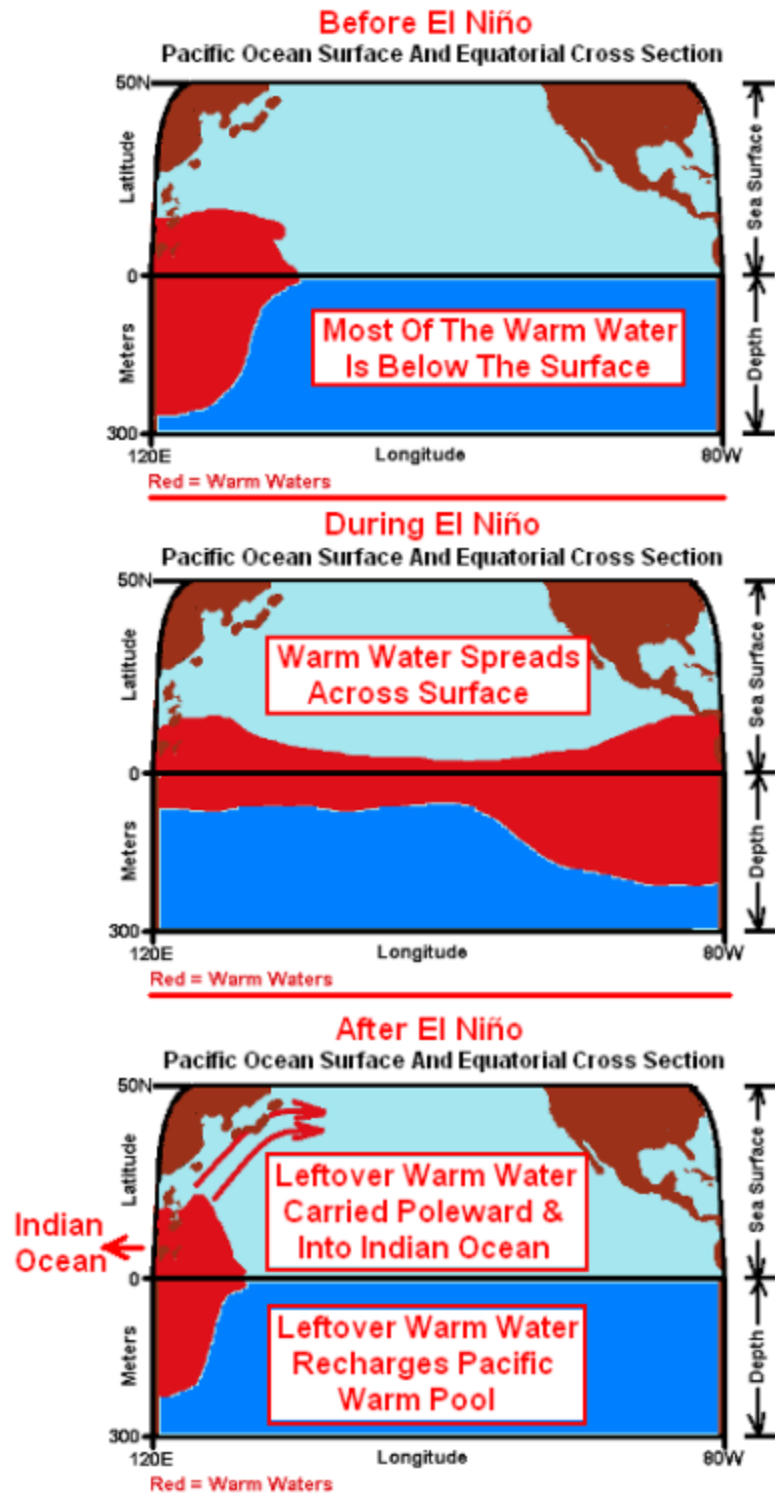 Before El Niño
Pacific Ocean Surface And Equatorial Cross Section
50N
Latitude
Sea Surface
0
Most Of The Warm Water
Is Below The Surface
Meters
Depth
300
120E
Longitude
80W
Red = Warm Waters
During El Niño
Pacific Ocean Surface And Equatorial Cross Section
50N
Latitude
Sea Surface
Warm Water Spreads
Across Surface
0
Meters
Depth
300
120E
Longitude
80W
Red = Warm Waters
After El Niño
Pacific Ocean Surface And Equatorial Cross Section
50N
Latitude
Sea Surface
Leftover Warm Water
Carried Poleward &
Into Indian Ocean
Indian
Ocean
0
Leftover Warm Water
Recharges Pacific
Warm Pool
Meters
Depth
300
120E
Longitude
80W
Red = Warm Waters